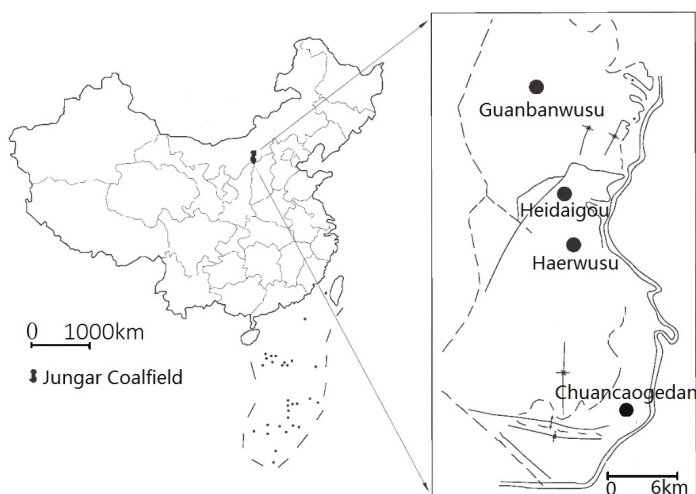 0 1000km
Jungar Coalfield
Guanbanwusu
Heidaigou
Haerwusu
Chuancaogedan
0 6km